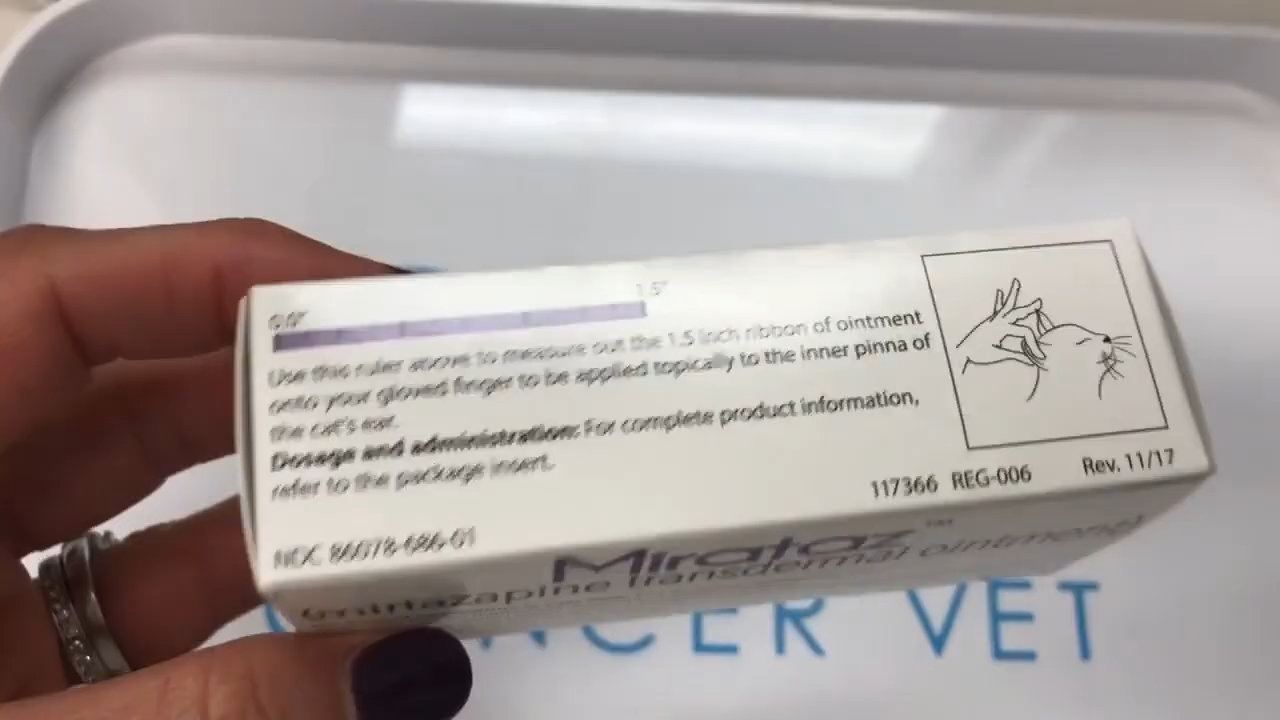 0.0" 1.5"
Use this ruler above to measure out the 1.5 inch ribbon of ointment
onto your gloved finger to be applied topically to the inner pinna of
the cat's ear.
Dosage and administration: For complete product information,
refer to the package insert.
117366 REG-006 Rev. 11/17
NDC 86078-686-01
Mirataz™
(mirtazapine transdermal ointment)
CANCER VET